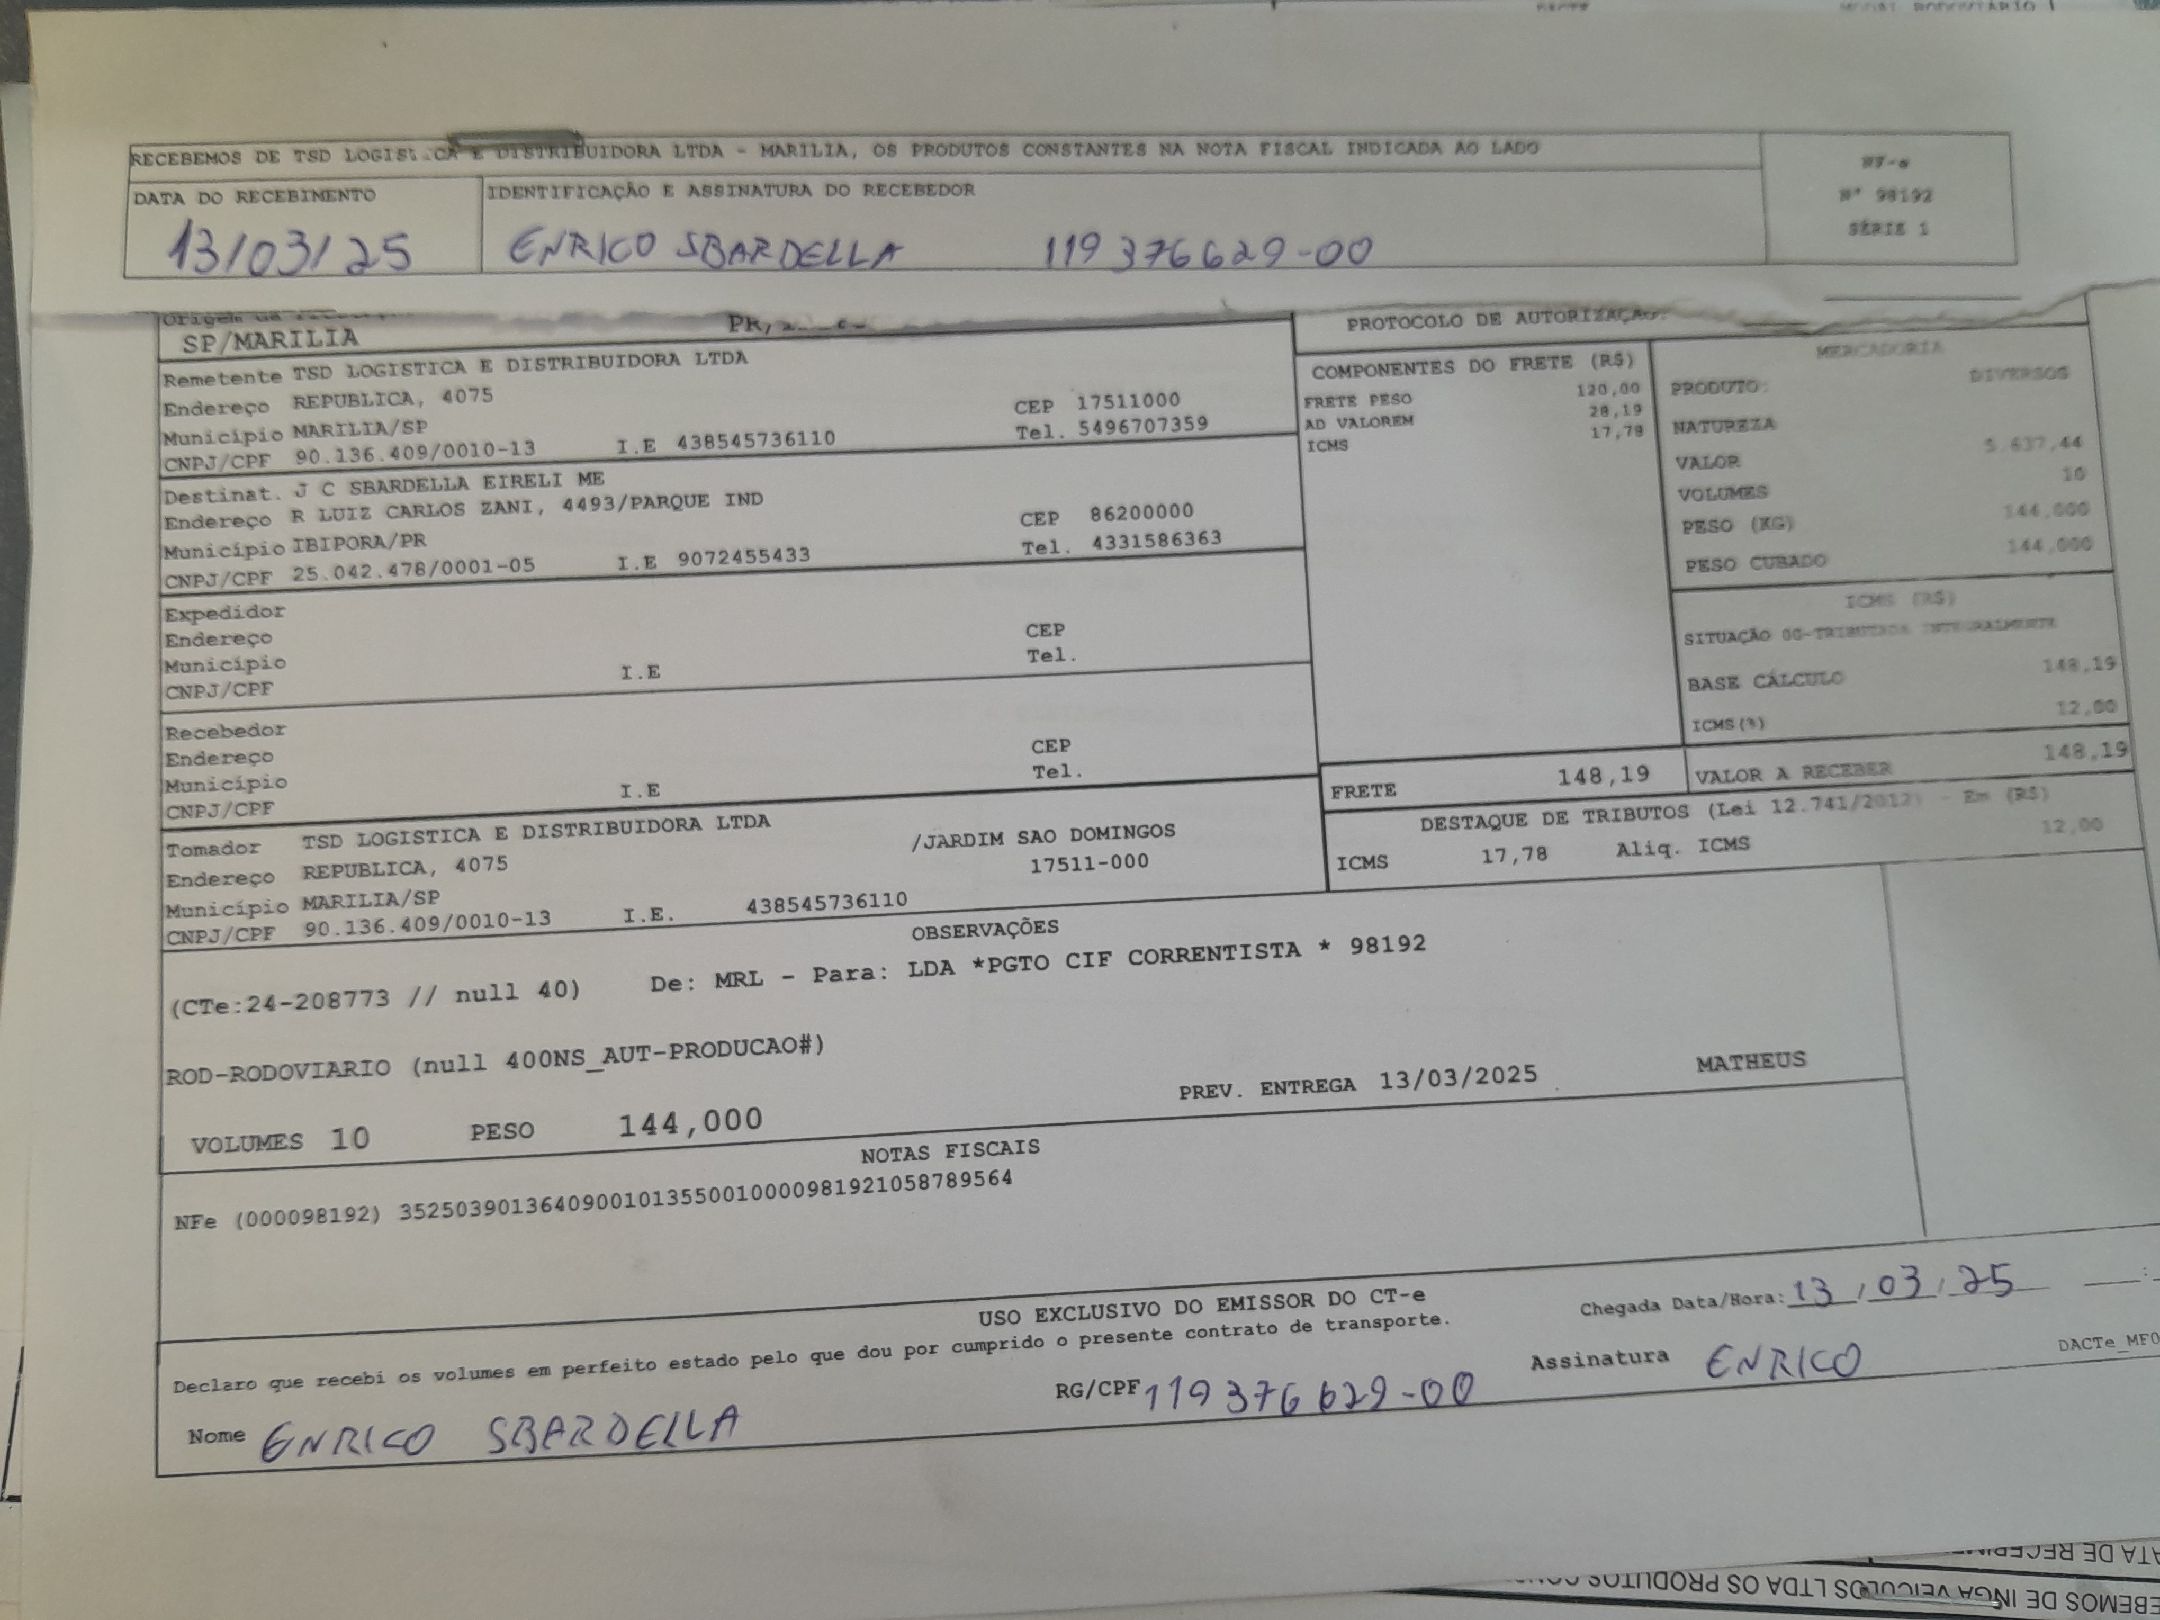 RECEBEMOS DE TSD LOGISTICA E DISTRIBUIDORA LTDA - MARILIA, OS PRODUTOS CONSTANTES NA NOTA FISCAL INDICADA AO LADO
NF-e
Nº 98192
SÉRIE 1
DATA DO RECEBIMENTO
IDENTIFICAÇÃO E ASSINATURA DO RECEBEDOR
13/03/25
ENRICO SBARDELLA 119376629-00
SP/MARILIA
PROTOCOLO DE AUTORIZAÇÃO:
Remetente TSD LOGISTICA E DISTRIBUIDORA LTDA
Endereço REPUBLICA, 4075 CEP 17511000
Município MARILIA/SP Tel. 5496707359
CNPJ/CPF 90.136.409/0010-13 I.E 438545736110
Destinat. J C SBARDELLA EIRELI ME
Endereço R LUIZ CARLOS ZANI, 4493/PARQUE IND CEP 86200000
Município IBIPORA/PR Tel. 4331586363
CNPJ/CPF 25.042.478/0001-05 I.E 9072455433
Expedidor
Endereço CEP
Município Tel.
CNPJ/CPF I.E
Recebedor
Endereço CEP
Município Tel.
CNPJ/CPF I.E
Tomador TSD LOGISTICA E DISTRIBUIDORA LTDA
Endereço REPUBLICA, 4075 /JARDIM SAO DOMINGOS
Município MARILIA/SP 17511-000
CNPJ/CPF 90.136.409/0010-13 I.E. 438545736110
COMPONENTES DO FRETE (R$)
FRETE PESO 120,00
AD VALOREM 28,19
ICMS 17,78
MERCADORIA
PRODUTO: DIVERSOS
NATUREZA
VALOR 5.637,44
VOLUMES 10
PESO (KG) 144,000
PESO CUBADO 144,000
ICMS (R$)
SITUAÇÃO 00-TRIBUTADA INTEGRALMENTE
BASE CÁLCULO 148,19
ICMS(%) 12,00
FRETE 148,19
VALOR A RECEBER 148,19
DESTAQUE DE TRIBUTOS (Lei 12.741/2012) - Em (R$)
ICMS 17,78 Aliq. ICMS 12,00
OBSERVAÇÕES
(CTe:24-208773 // null 40) De: MRL - Para: LDA *PGTO CIF CORRENTISTA * 98192
ROD-RODOVIARIO (null 400NS_AUT-PRODUCAO#)
PREV. ENTREGA 13/03/2025 MATHEUS
VOLUMES 10 PESO 144,000
NOTAS FISCAIS
NFe (000098192) 35250390136409001013550010000981921058789564
USO EXCLUSIVO DO EMISSOR DO CT-e
Declaro que recebi os volumes em perfeito estado pelo que dou por cumprido o presente contrato de transporte.
Chegada Data/Hora: 13/03/25
Nome ENRICO SBARDELLA RG/CPF 119376629-00 Assinatura ENRICO
DACTe_MF0